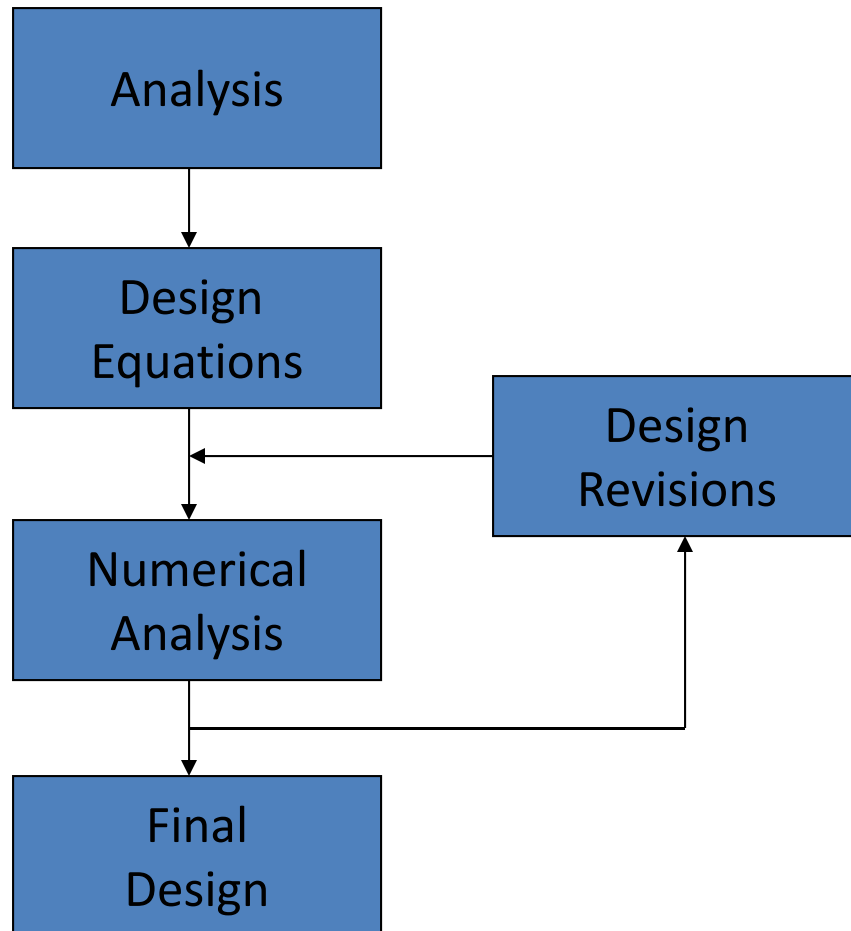 Analysis
Design
Equations
Design
Revisions
Numerical
Analysis
Final
Design